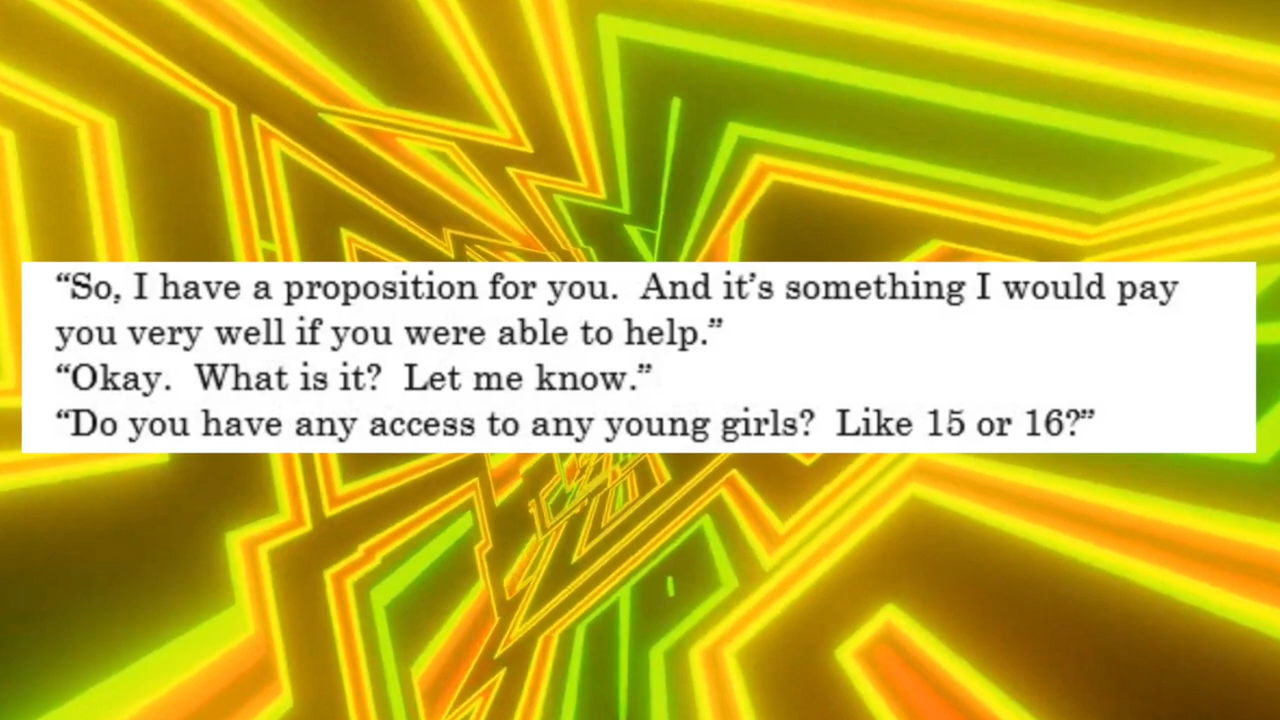 “So, I have a proposition for you.  And it’s something I would pay
you very well if you were able to help.”
“Okay.  What is it?  Let me know.”
“Do you have any access to any young girls?  Like 15 or 16?”